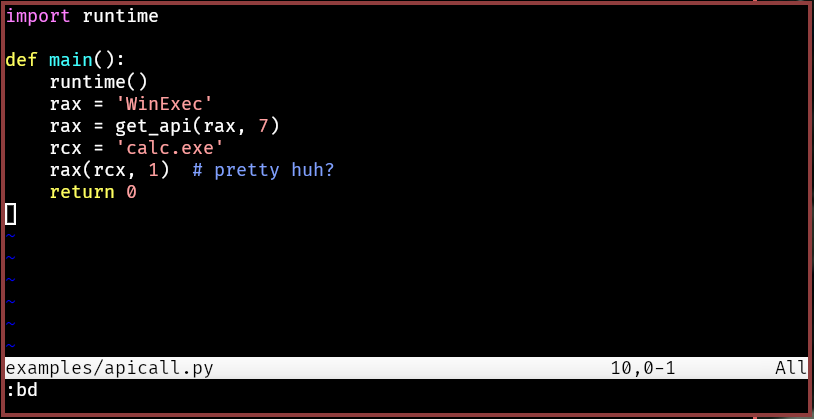 import runtime

def main():
    runtime()
    rax = 'WinExec'
    rax = get_api(rax, 7)
    rcx = 'calc.exe'
    rax(rcx, 1)  # pretty huh?
    return 0

~
~
~
~
~
~
examples/apicall.py 10,0-1 All
:bd